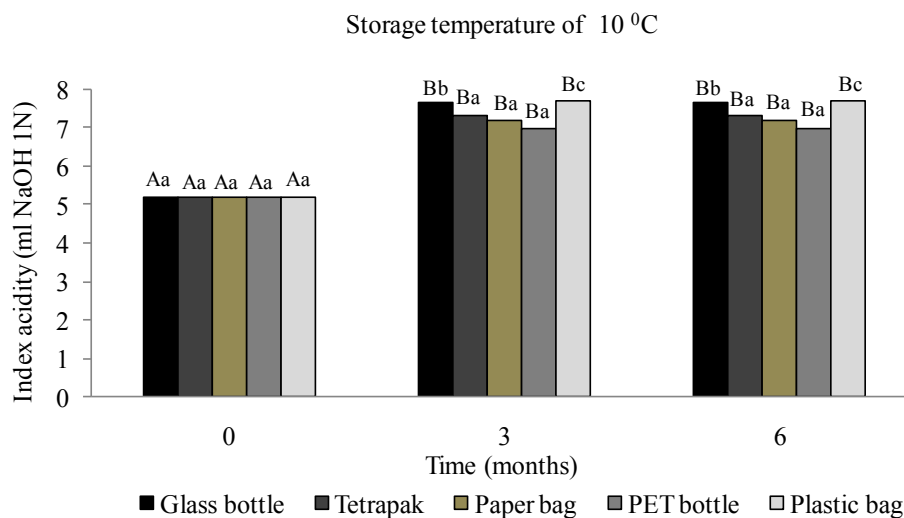 Storage temperature of 10 ⁰C
Index acidity (ml NaOH 1N)
8
7
6
5
4
3
2
1
0
Aa Aa Aa Aa Aa
Bb Ba Ba Ba Bc
Bb Ba Ba Ba Bc
0 3 6
Time (months)
Glass bottle Tetrapak Paper bag PET bottle Plastic bag